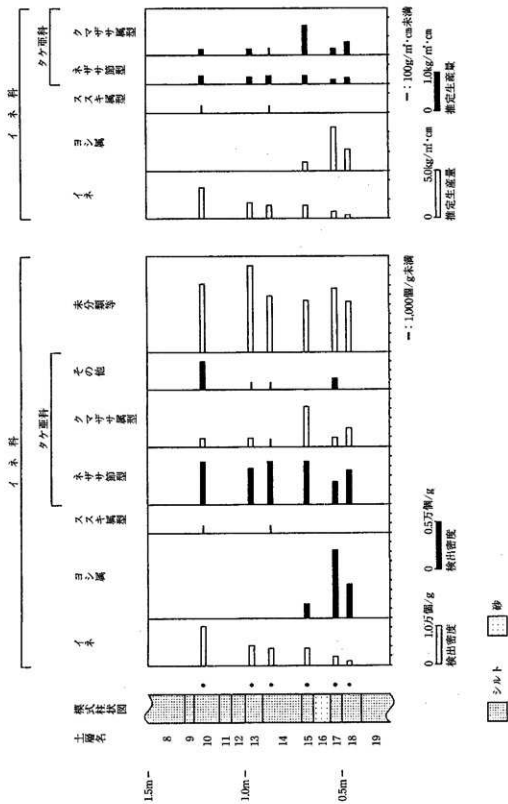 イネ科
タケ亜科
クマザサ属型
ネザサ節型
ススキ属型
ヨシ属
イネ
━:100g/㎡・cm未満
0 1.0kg/㎡・cm
推定生産量
0 5.0kg/㎡・cm
推定生産量
イネ科
タケ亜科
未分類等
その他
クマザサ属型
ネザサ節型
ススキ属型
ヨシ属
イネ
━:1,000個/g未満
0 0.5万個/g
検出密度
0 1.0万個/g
検出密度
模式柱状図
土層名
8
9
10
11
12
13
14
15
16
17
18
19
1.5m
1.0m
0.5m
シルト
砂